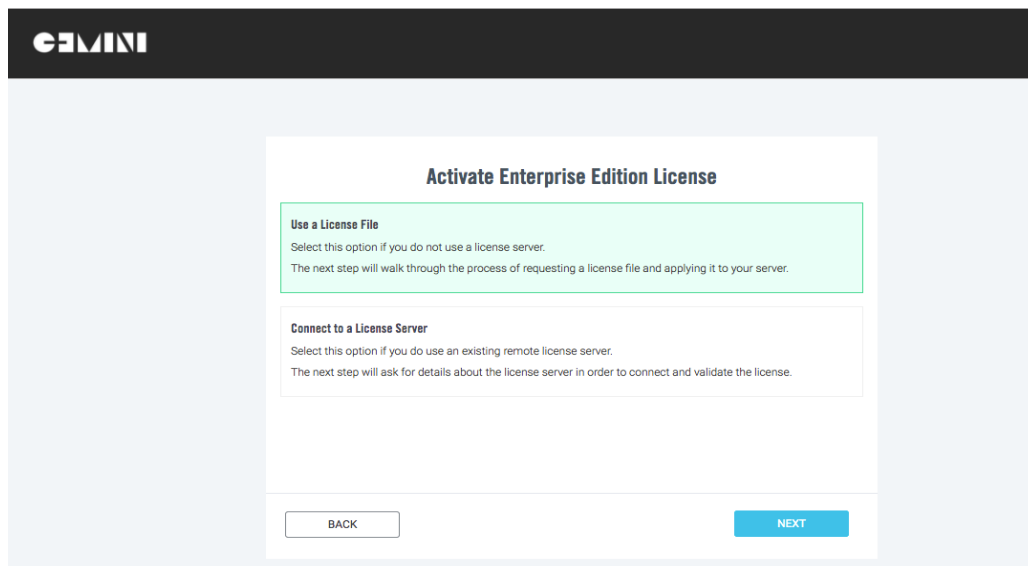 GEMINI
Activate Enterprise Edition License
Use a License File
Select this option if you do not use a license server.
The next step will walk through the process of requesting a license file and applying it to your server.
Connect to a License Server
Select this option if you do use an existing remote license server.
The next step will ask for details about the license server in order to connect and validate the license.
BACK
NEXT